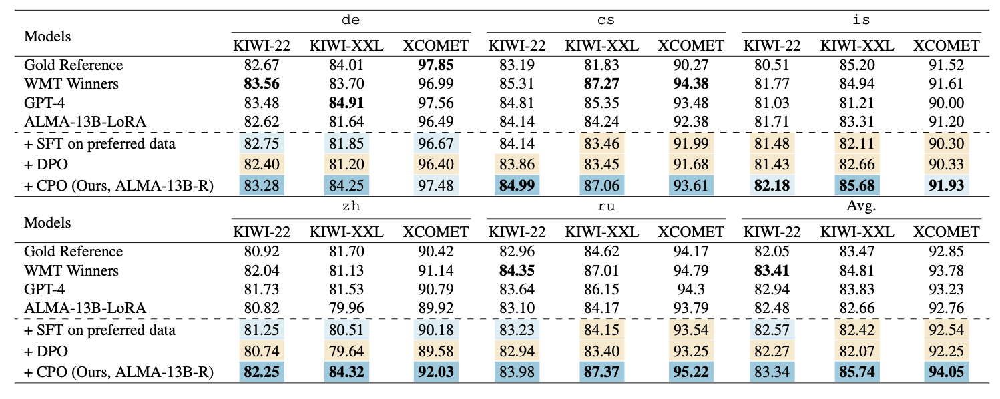 Models de cs is
KIWI-22 KIWI-XXL XCOMET KIWI-22 KIWI-XXL XCOMET KIWI-22 KIWI-XXL XCOMET
Gold Reference 82.67 84.01 97.85 83.19 81.83 90.27 80.51 85.20 91.52
WMT Winners 83.56 83.70 96.99 85.31 87.27 94.38 81.77 84.94 91.61
GPT-4 83.48 84.91 97.56 84.81 85.35 93.48 81.03 81.21 90.00
ALMA-13B-LoRA 82.62 81.64 96.49 84.14 84.24 92.38 81.71 83.31 91.20
+ SFT on preferred data 82.75 81.85 96.67 84.14 83.46 91.99 81.48 82.11 90.30
+ DPO 82.40 81.20 96.40 83.86 83.45 91.68 81.43 82.66 90.33
+ CPO (Ours, ALMA-13B-R) 83.28 84.25 97.48 84.99 87.06 93.61 82.18 85.68 91.93
Models zh ru Avg.
KIWI-22 KIWI-XXL XCOMET KIWI-22 KIWI-XXL XCOMET KIWI-22 KIWI-XXL XCOMET
Gold Reference 80.92 81.70 90.42 82.96 84.62 94.17 82.05 83.47 92.85
WMT Winners 82.04 81.13 91.14 84.35 87.01 94.79 83.41 84.81 93.78
GPT-4 81.73 81.53 90.79 83.64 86.15 94.3 82.94 83.83 93.23
ALMA-13B-LoRA 80.82 79.96 89.92 83.10 84.17 93.79 82.48 82.66 92.76
+ SFT on preferred data 81.25 80.51 90.18 83.23 84.15 93.54 82.57 82.42 92.54
+ DPO 80.74 79.64 89.58 82.94 83.40 93.25 82.27 82.07 92.25
+ CPO (Ours, ALMA-13B-R) 82.25 84.32 92.03 83.98 87.37 95.22 83.34 85.74 94.05